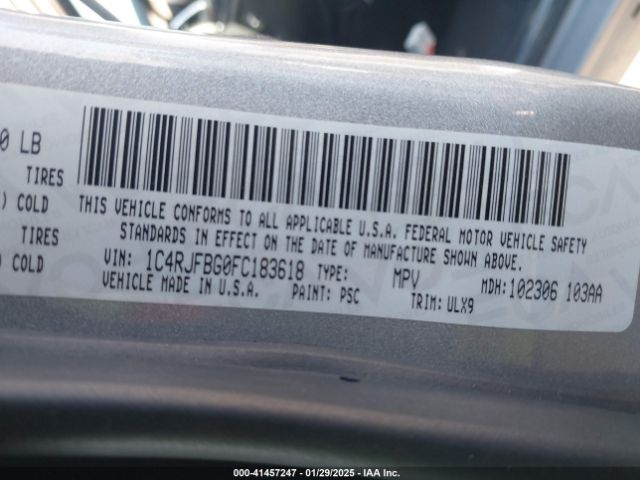 0 LB
TIRES
) COLD
TIRES
) COLD
THIS VEHICLE CONFORMS TO ALL APPLICABLE U.S.A. FEDERAL MOTOR VEHICLE SAFETY
STANDARDS IN EFFECT ON THE DATE OF MANUFACTURE SHOWN ABOVE.
VIN: 1C4RJFBG0FC183618 TYPE: MPV MDH:102306 103AA
VEHICLE MADE IN U.S.A. PAINT: PSC TRIM: ULX9
000-41457247 - 01/29/2025 - IAA Inc.